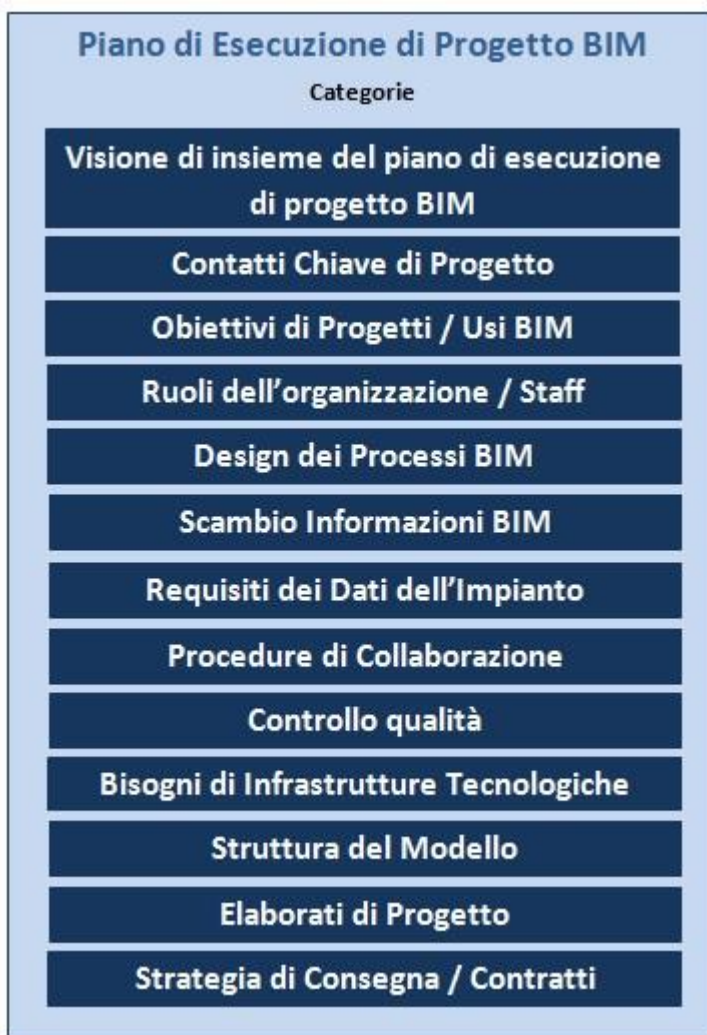 Piano di Esecuzione di Progetto BIM
Categorie
Visione di insieme del piano di esecuzione
di progetto BIM
Contatti Chiave di Progetto
Obiettivi di Progetti / Usi BIM
Ruoli dell’organizzazione / Staff
Design dei Processi BIM
Scambio Informazioni BIM
Requisiti dei Dati dell’Impianto
Procedure di Collaborazione
Controllo qualità
Bisogni di Infrastrutture Tecnologiche
Struttura del Modello
Elaborati di Progetto
Strategia di Consegna / Contratti